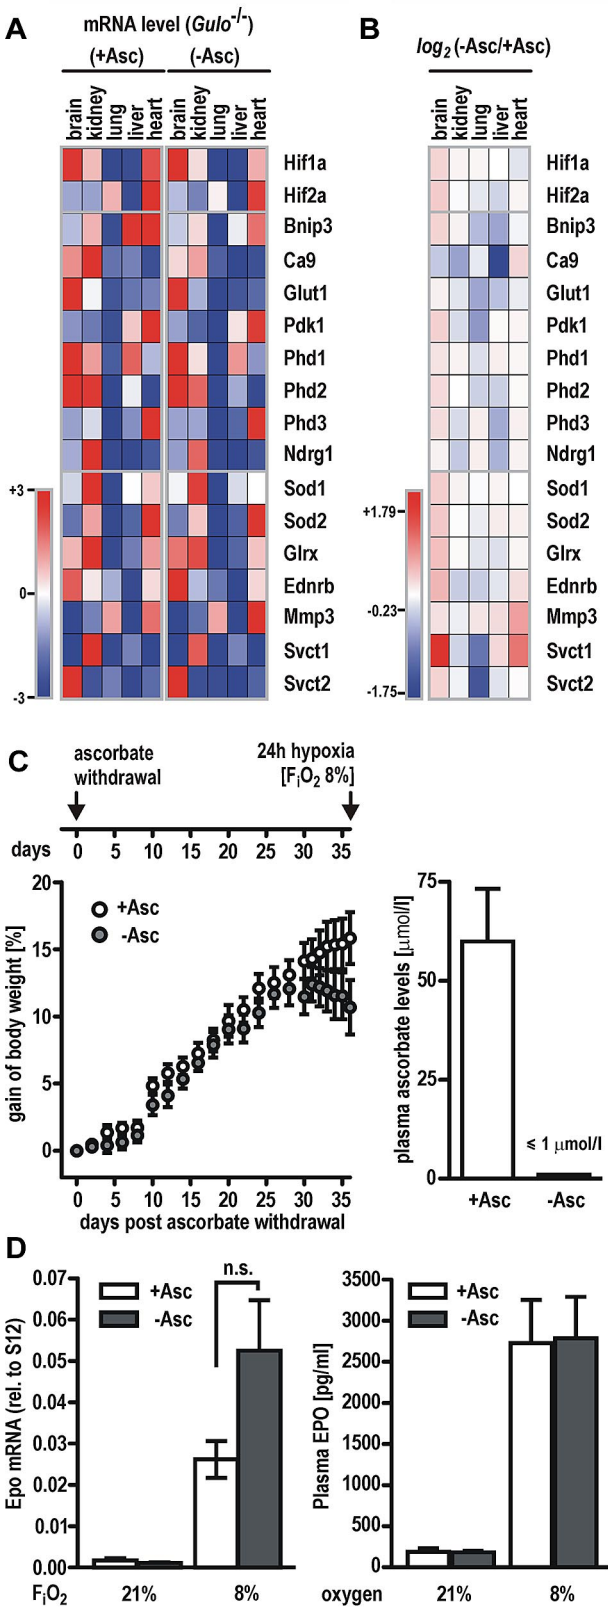 A
mRNA level (Gulo-/-)
(+Asc) (-Asc)
brain kidney lung liver heart brain kidney lung liver heart
Hif1a
Hif2a
Bnip3
Ca9
Glut1
Pdk1
Phd1
Phd2
Phd3
Ndrg1
Sod1
Sod2
Glrx
Ednrb
Mmp3
Svct1
Svct2
+3
0
-3
B
log2 (-Asc/+Asc)
brain kidney lung liver heart
Hif1a
Hif2a
Bnip3
Ca9
Glut1
Pdk1
Phd1
Phd2
Phd3
Ndrg1
Sod1
Sod2
Glrx
Ednrb
Mmp3
Svct1
Svct2
+1.79
-0.23
-1.75
C
ascorbate
withdrawal
24h hypoxia
[FiO2 8%]
days 0 5 10 15 20 25 30 35
20
15
10
5
0
gain of body weight [%]
+Asc
-Asc
0 5 10 15 20 25 30 35
days post ascorbate withdrawal
75
50
25
0
plasma ascorbate levels [µmol/l]
⩽ 1 µmol/l
+Asc -Asc
D
0.07
0.06
0.05
0.04
0.03
0.02
0.01
0.00
Epo mRNA (rel. to S12)
+Asc
-Asc
n.s.
FiO2 21% 8%
3500
3000
2500
2000
1500
1000
500
0
Plasma EPO [pg/ml]
+Asc
-Asc
oxygen 21% 8%